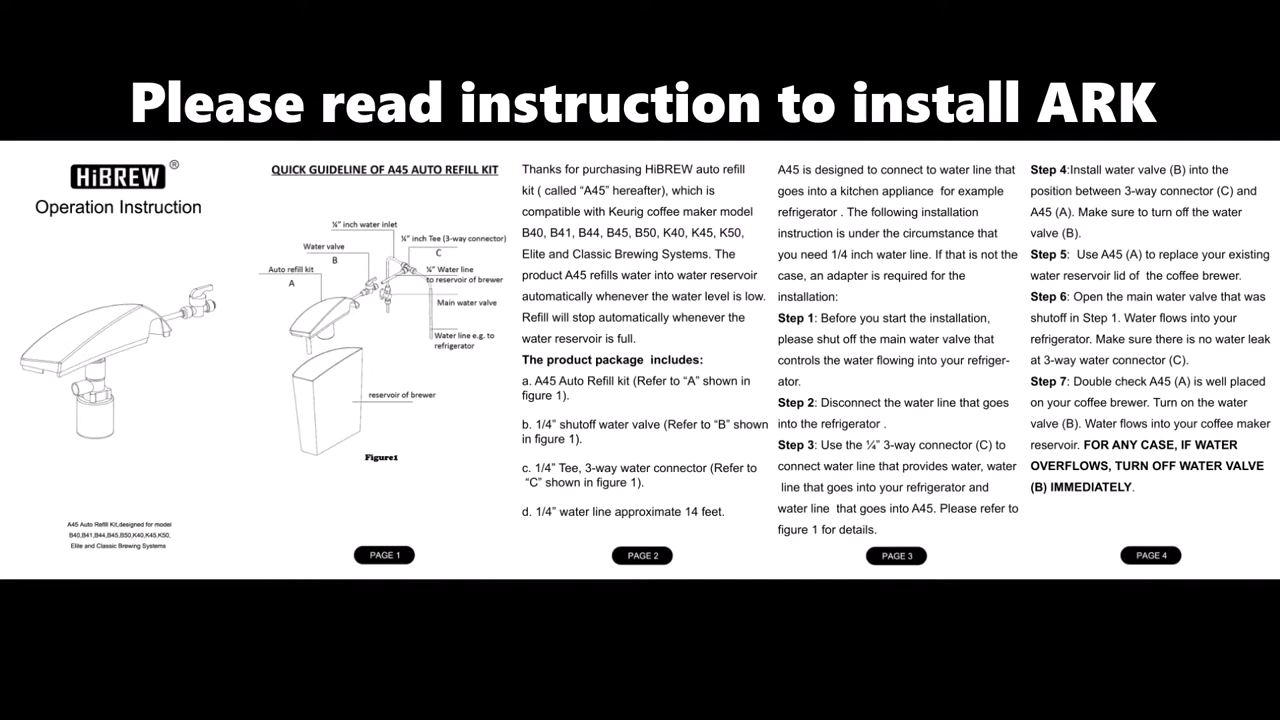 Please read instruction to install ARK
HiBREW ®
Operation Instruction
A45 Auto Refill Kit,designed for model
B40,B41,B44,B45,B50,K40,K45,K50,
Elite and Classic Brewing Systems
QUICK GUIDELINE OF A45 AUTO REFILL KIT
¼” inch water inlet
¼” inch Tee (3-way connector)
C
Water valve
B
Auto refill kit
A
¼” Water line
to reservoir of brewer
Main water valve
Water line e.g. to
refrigerator
reservoir of brewer
Figure1
PAGE 1
Thanks for purchasing HiBREW auto refill
kit ( called “A45” hereafter), which is
compatible with Keurig coffee maker model
B40, B41, B44, B45, B50, K40, K45, K50,
Elite and Classic Brewing Systems. The
product A45 refills water into water reservoir
automatically whenever the water level is low.
Refill will stop automatically whenever the
water reservoir is full.
The product package includes:
a. A45 Auto Refill kit (Refer to “A” shown in
figure 1).
b. 1/4” shutoff water valve (Refer to “B” shown
in figure 1).
c. 1/4” Tee, 3-way water connector (Refer to
“C” shown in figure 1).
d. 1/4” water line approximate 14 feet.
PAGE 2
A45 is designed to connect to water line that
goes into a kitchen appliance for example
refrigerator . The following installation
instruction is under the circumstance that
you need 1/4 inch water line. If that is not the
case, an adapter is required for the
installation:
Step 1: Before you start the installation,
please shut off the main water valve that
controls the water flowing into your refriger-
ator.
Step 2: Disconnect the water line that goes
into the refrigerator .
Step 3: Use the ¼” 3-way connector (C) to
connect water line that provides water, water
line that goes into your refrigerator and
water line that goes into A45. Please refer to
figure 1 for details.
PAGE 3
Step 4:Install water valve (B) into the
position between 3-way connector (C) and
A45 (A). Make sure to turn off the water
valve (B).
Step 5: Use A45 (A) to replace your existing
water reservoir lid of the coffee brewer.
Step 6: Open the main water valve that was
shutoff in Step 1. Water flows into your
refrigerator. Make sure there is no water leak
at 3-way water connector (C).
Step 7: Double check A45 (A) is well placed
on your coffee brewer. Turn on the water
valve (B). Water flows into your coffee maker
reservoir. FOR ANY CASE, IF WATER
OVERFLOWS, TURN OFF WATER VALVE
(B) IMMEDIATELY.
PAGE 4